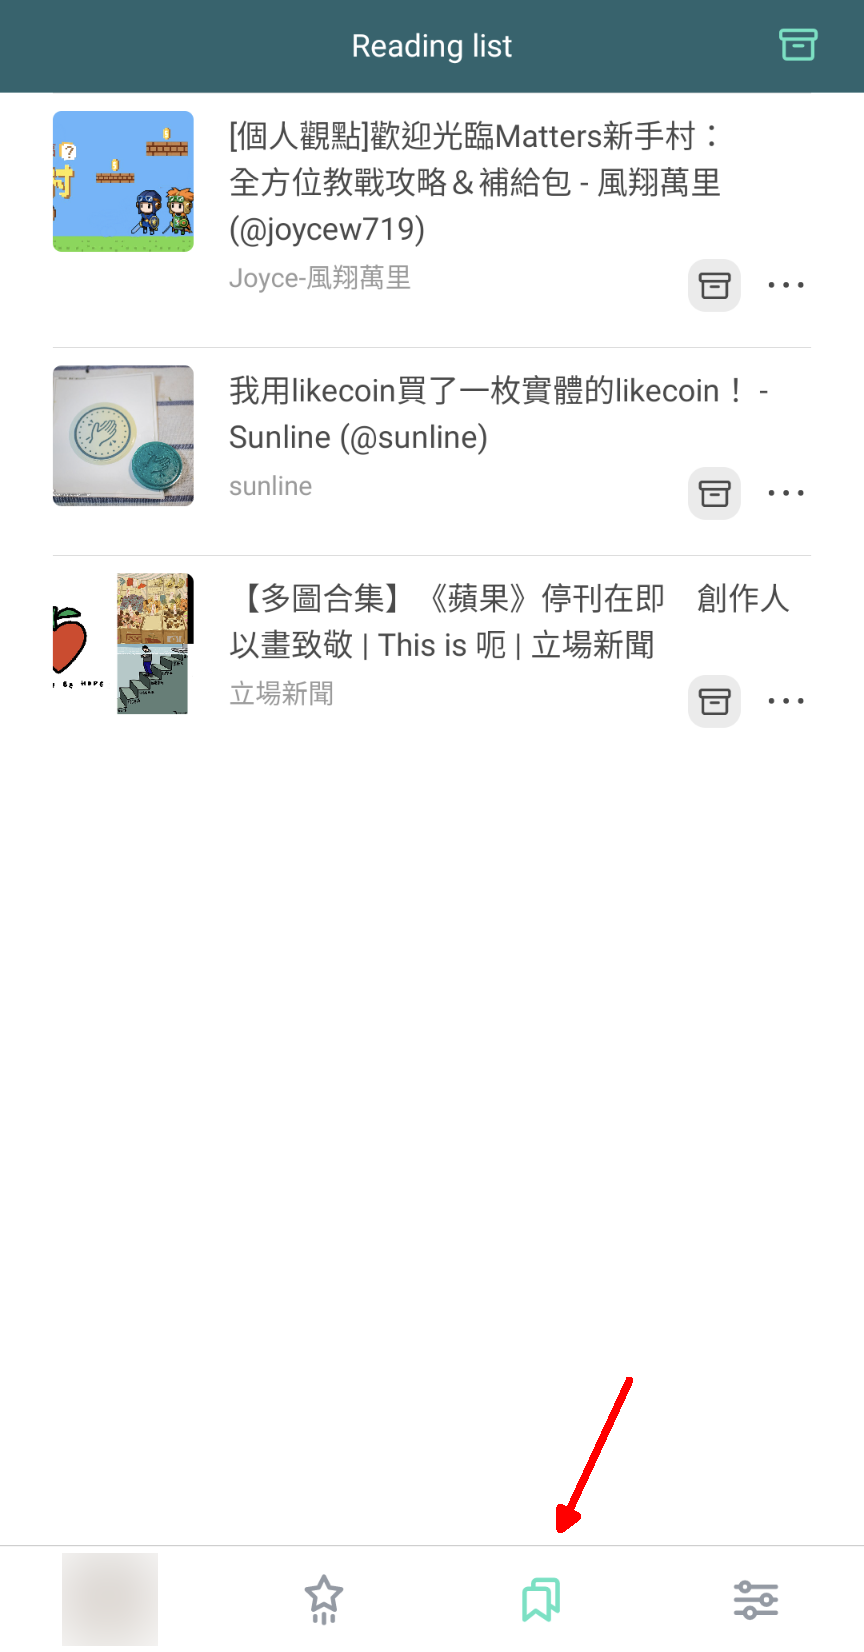 Reading list
[個人觀點]歡迎光臨Matters新手村：
全方位教戰攻略＆補給包 - 風翔萬里
(@joycew719)
Joyce-風翔萬里
村
?
我用likecoin買了一枚實體的likecoin！ -
Sunline (@sunline)
sunline
【多圖合集】《蘋果》停刊在即　創作人
以畫致敬 | This is 呃 | 立場新聞
立場新聞
HOPE